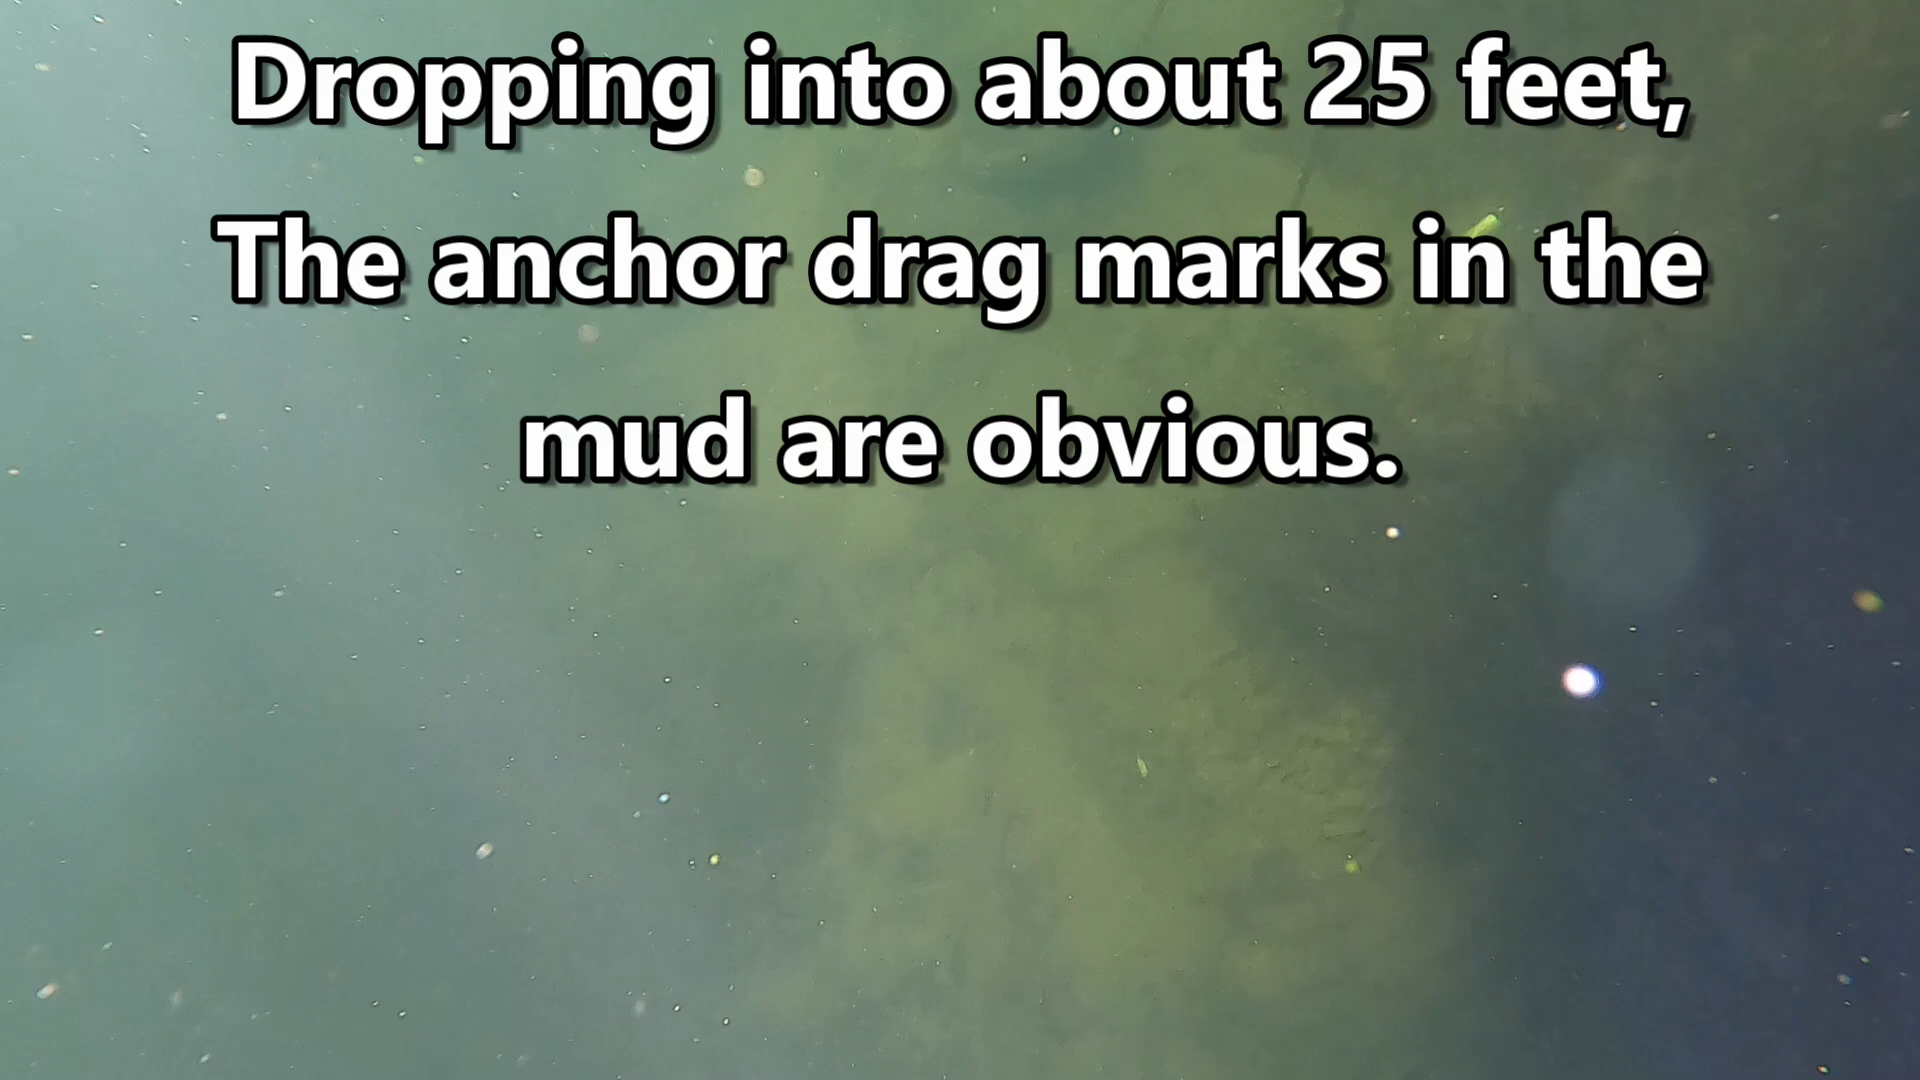 Dropping into about 25 feet,
The anchor drag marks in the
mud are obvious.